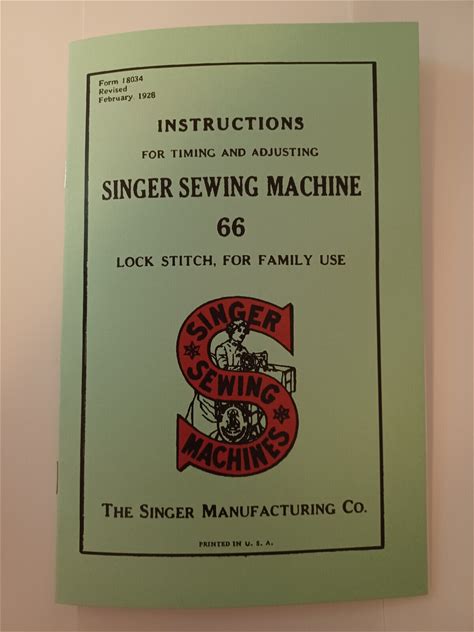 Form 18034
Revised
February, 1928
INSTRUCTIONS
FOR TIMING AND ADJUSTING
SINGER SEWING MACHINE
66
LOCK STITCH, FOR FAMILY USE
SINGER
SEWING
MACHINES
THE SINGER MANUFACTURING CO.
PRINTED IN U. S. A.